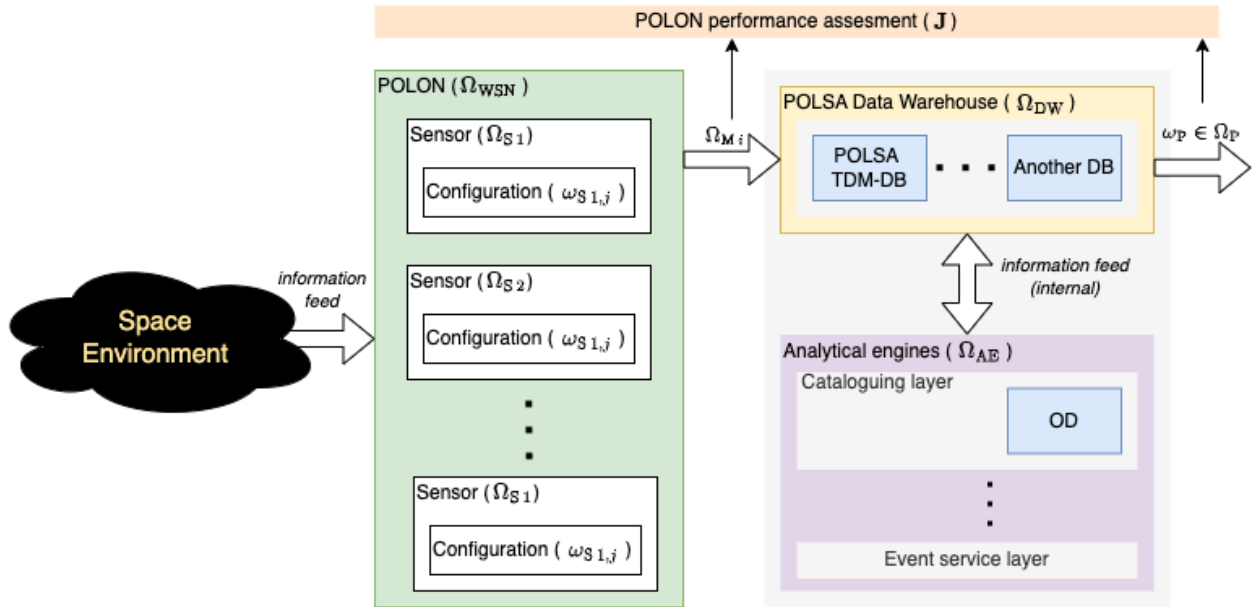 POLON performance assesment ( J )
POLON ( Ω_WSN )
Sensor ( Ω_S 1 )
Configuration ( ω_S 1,j )
Sensor ( Ω_S 2 )
Configuration ( ω_S 1,j )
Sensor ( Ω_S 1 )
Configuration ( ω_S 1,j )
Space
Environment
information
feed
Ω_M i
POLSA Data Warehouse ( Ω_DW )
POLSA
TDM-DB
Another DB
ω_P ∈ Ω_P
information feed
(internal)
Analytical engines ( Ω_AE )
Cataloguing layer
OD
Event service layer